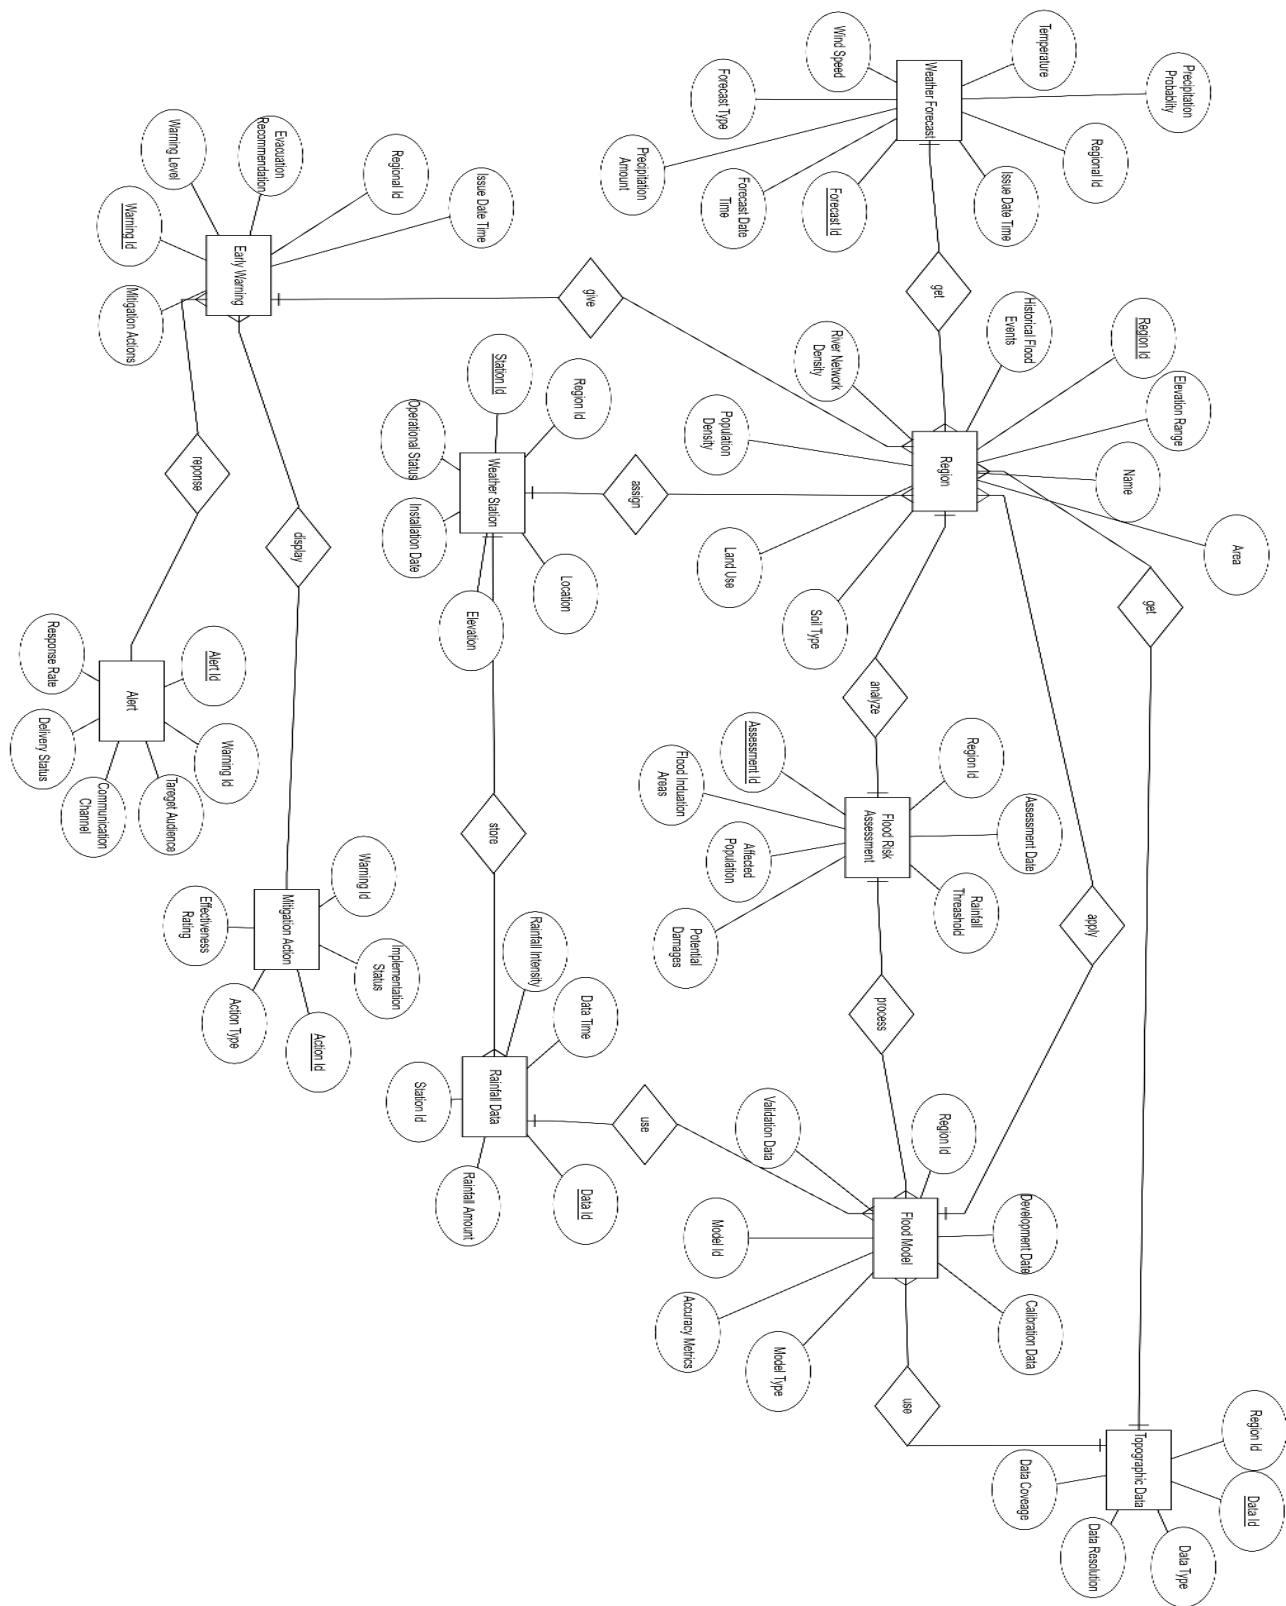 Weather Forecast
Wind Speed
Temperature
Precipitation
Probablity
Forecast Type
Precipitation
Amount
Forecast Date
Time
Forecast Id
Issue Date Time
Regional Id
get
Early Warning
Warning Level
Evacuation
Recommendation
Regional Id
Issue Date Time
Warning Id
Mitigation Actions
give
Region
Historical Flood
Events
Region Id
Elevation Range
Name
Area
River Network
Density
Population
Density
Land Use
Soil Type
get
Weather Station
Station Id
Region Id
Operational Status
Installation Date
Location
Elevation
assign
reponse
display
analyze
apply
Alert
Alert Id
Response Rate
Delivery Status
Communication
Channel
Tareget Audience
Warning Id
Flood Risk
Assessment
Assessment Id
Region Id
Flood Induation
Areas
Affected
Population
Potential
Damages
Assessment Date
Rainfall
Threashold
store
process
Mitigation Action
Warning Id
Effectiveness
Rating
Implementation
Status
Action Type
Action Id
Rainfall Data
Rainfall Intensity
Data Time
Station Id
Rainfall Amount
Data Id
use
Flood Model
Validation Data
Region Id
Model Id
Development Date
Accuracy Metrics
Calibration Data
Model Type
use
Topographic Data
Region Id
Data Id
Data Coveage
Data Resolution
Data Type